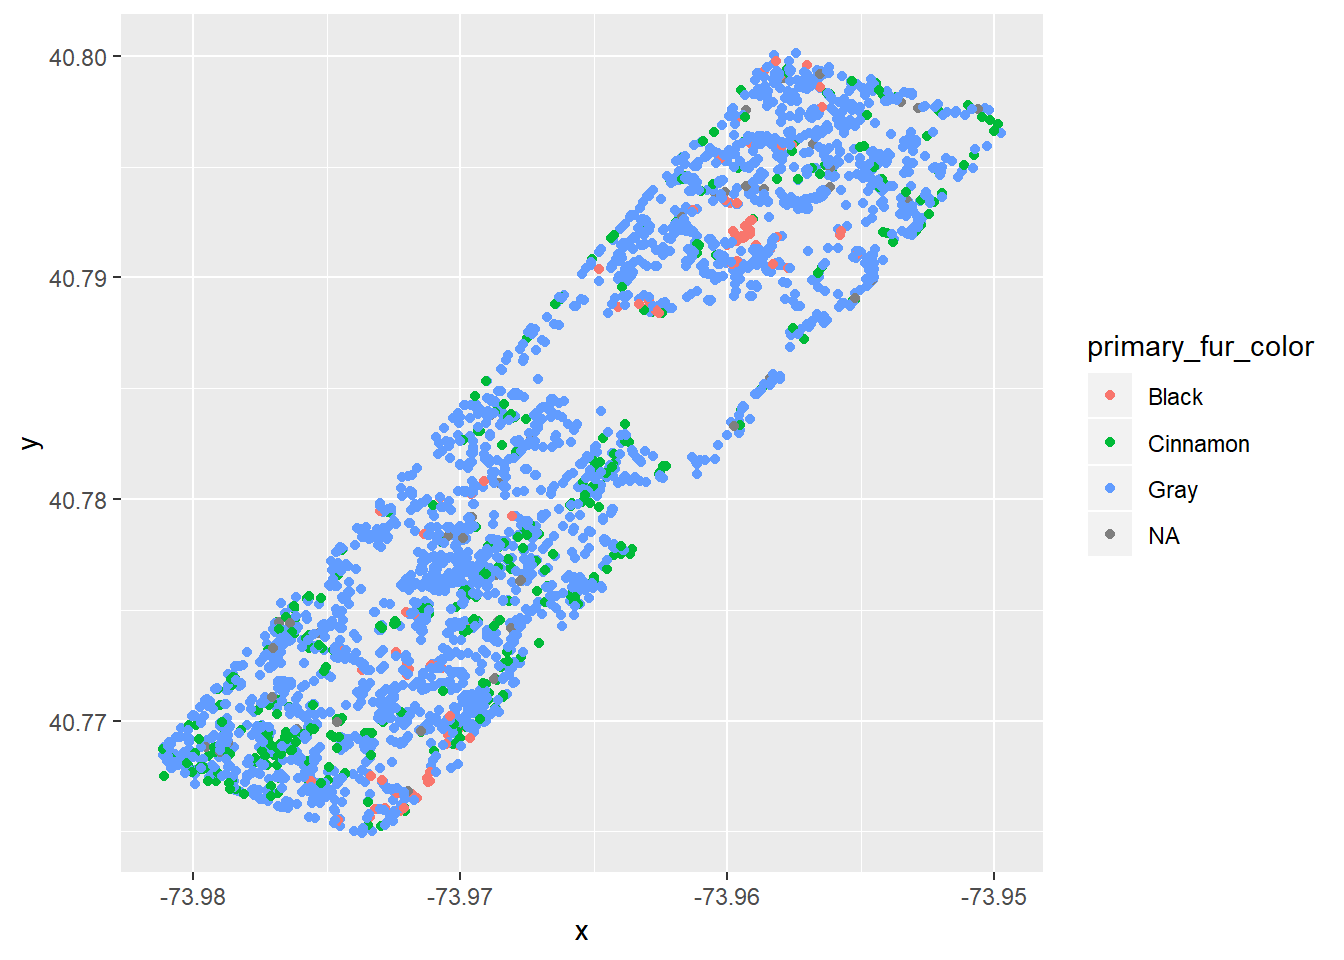 40.80
40.79
40.78
40.77
y
-73.98
-73.97
-73.96
-73.95
x
primary_fur_color
Black
Cinnamon
Gray
NA